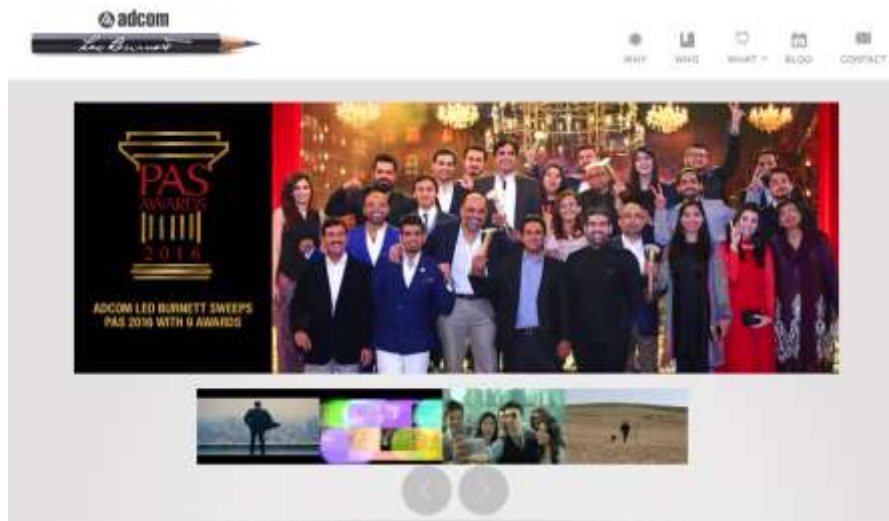 adcom
Leo Burnett
WHY
WHO
WHAT
BLOG
CONTACT
PAS
AWARDS
2016
ADCOM LEO BURNETT SWEEPS
PAS 2016 WITH 9 AWARDS